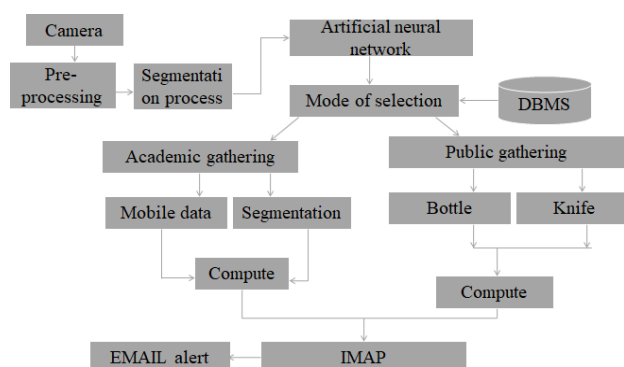 Camera
Artificial neural
network
Pre-
processing
Segmentati
on process
Mode of selection
DBMS
Academic gathering
Public gathering
Mobile data
Segmentation
Bottle
Knife
Compute
Compute
EMAIL alert
IMAP